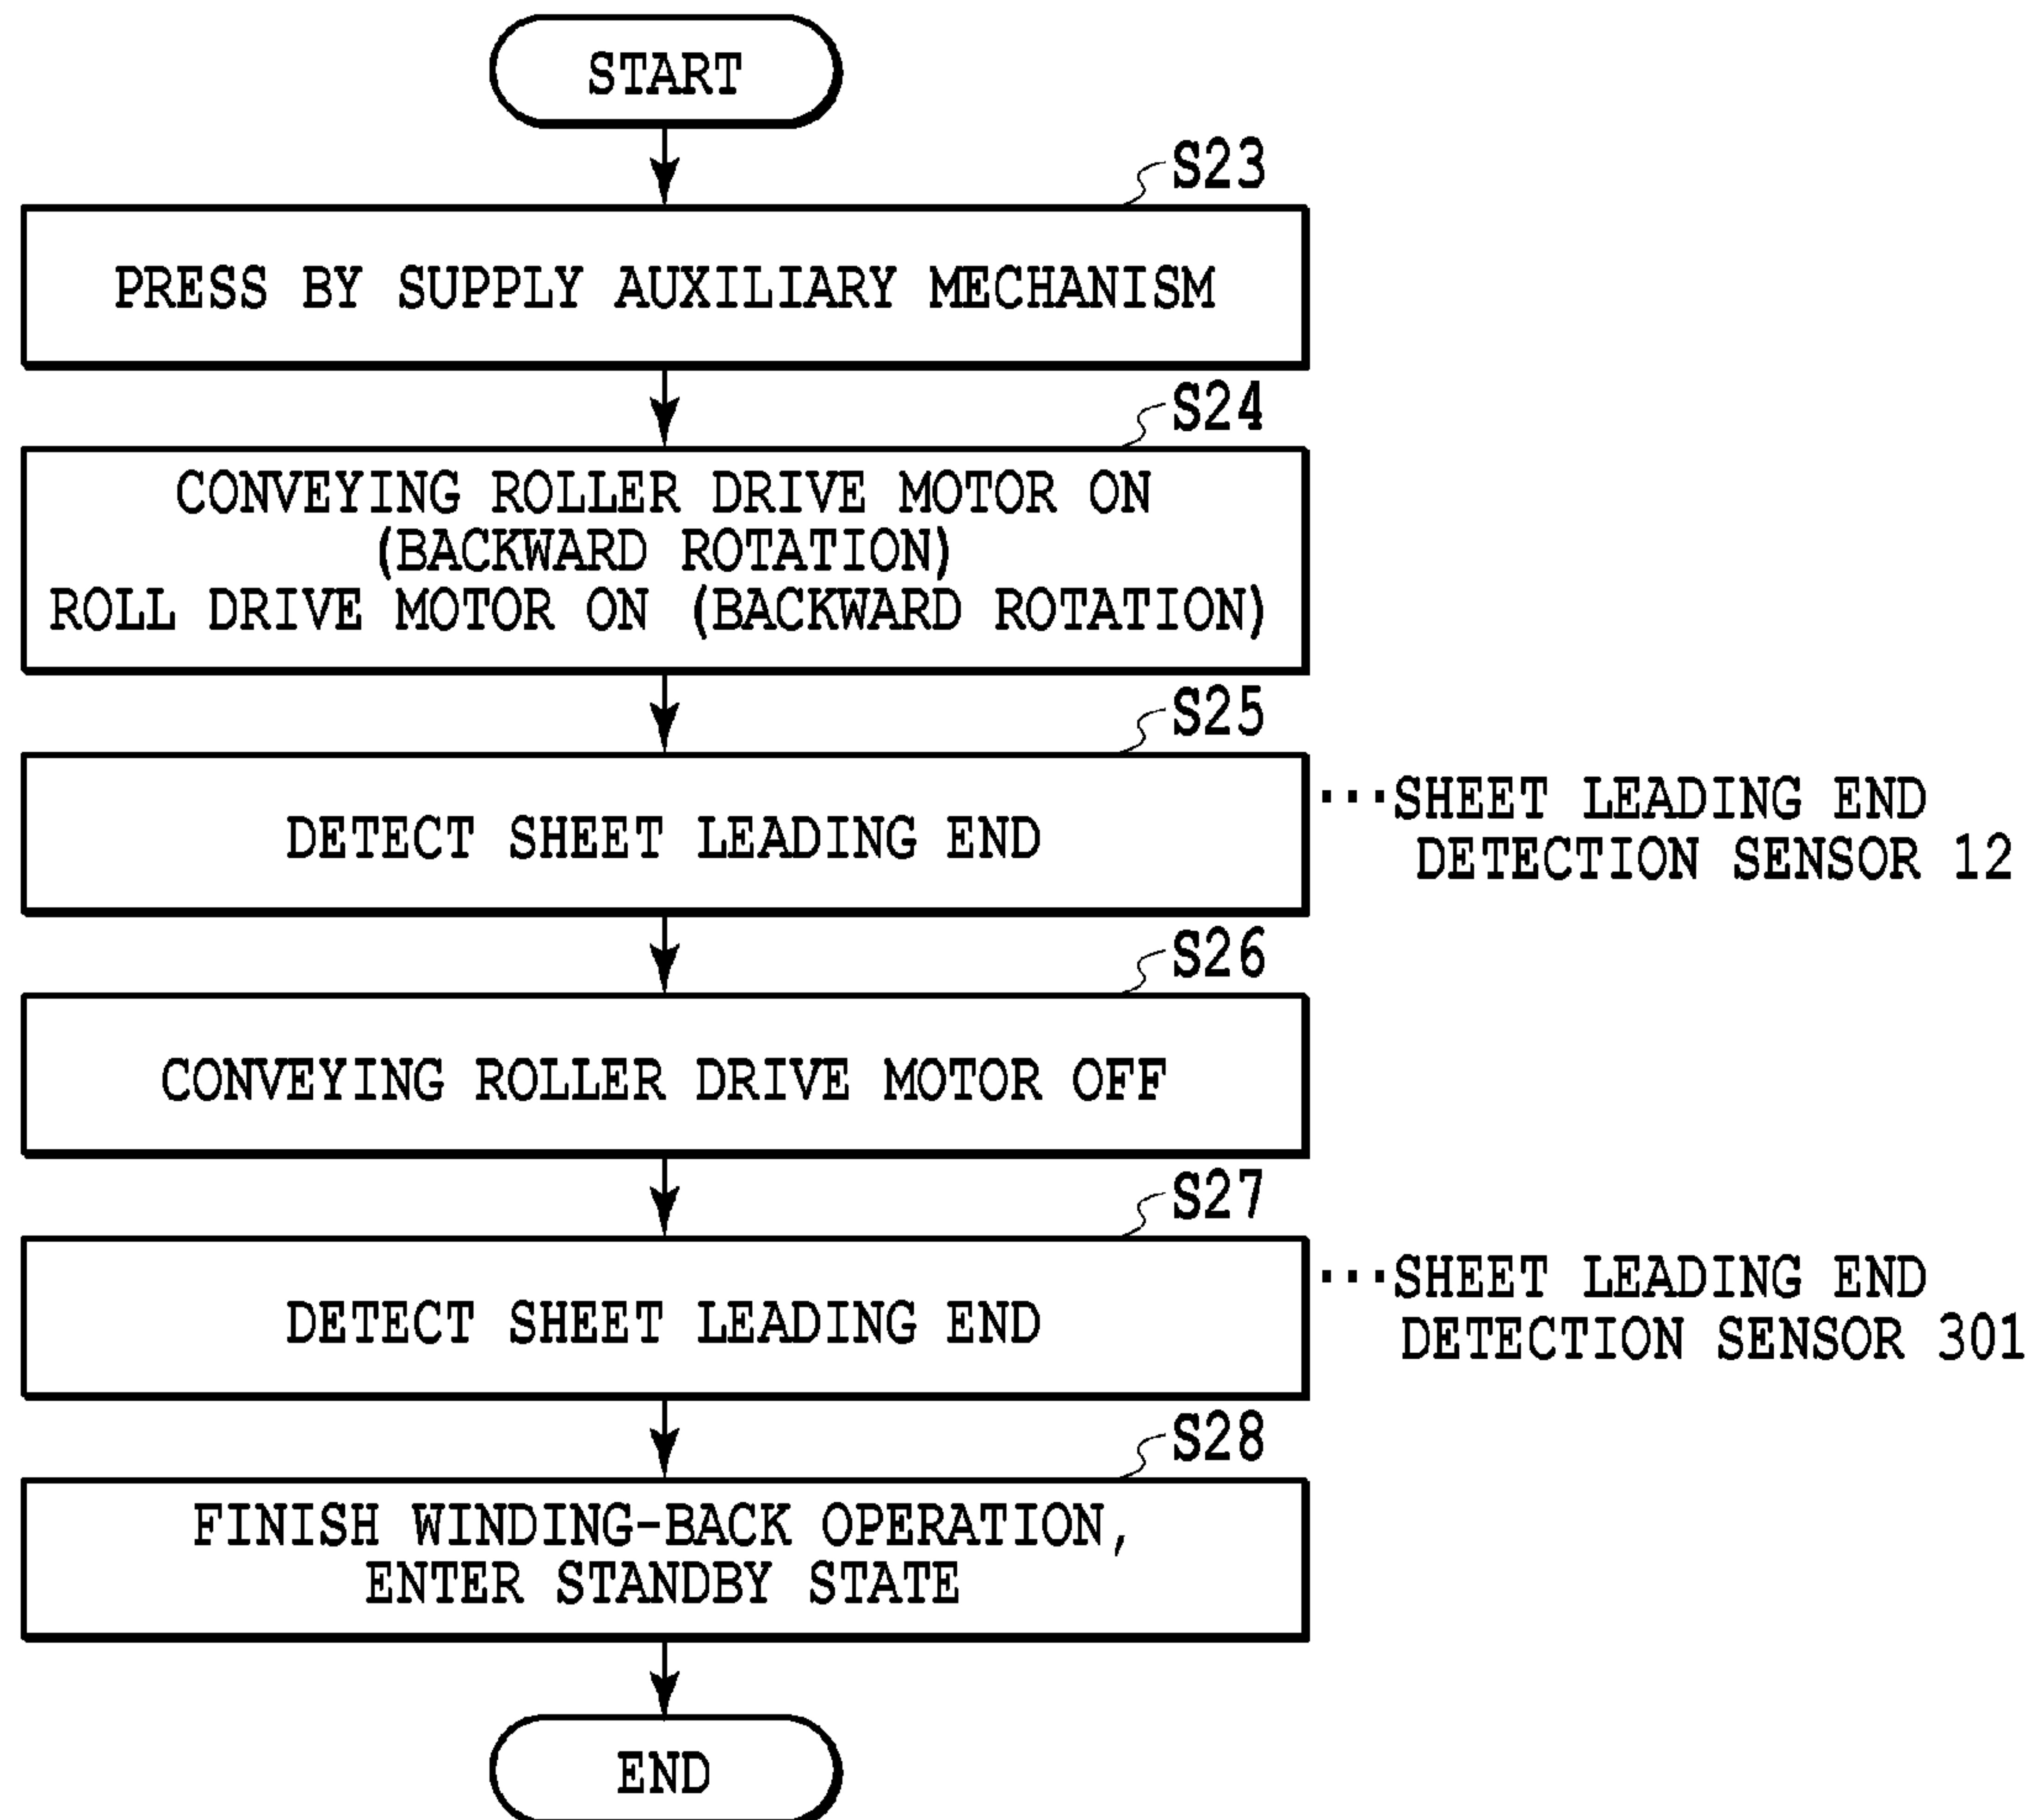 START
S23
PRESS BY SUPPLY AUXILIARY MECHANISM
S24
CONVEYING ROLLER DRIVE MOTOR ON
(BACKWARD ROTATION)
ROLL DRIVE MOTOR ON (BACKWARD ROTATION)
S25
DETECT SHEET LEADING END
···SHEET LEADING END
DETECTION SENSOR 12
S26
CONVEYING ROLLER DRIVE MOTOR OFF
S27
DETECT SHEET LEADING END
···SHEET LEADING END
DETECTION SENSOR 301
S28
FINISH WINDING-BACK OPERATION,
ENTER STANDBY STATE
END